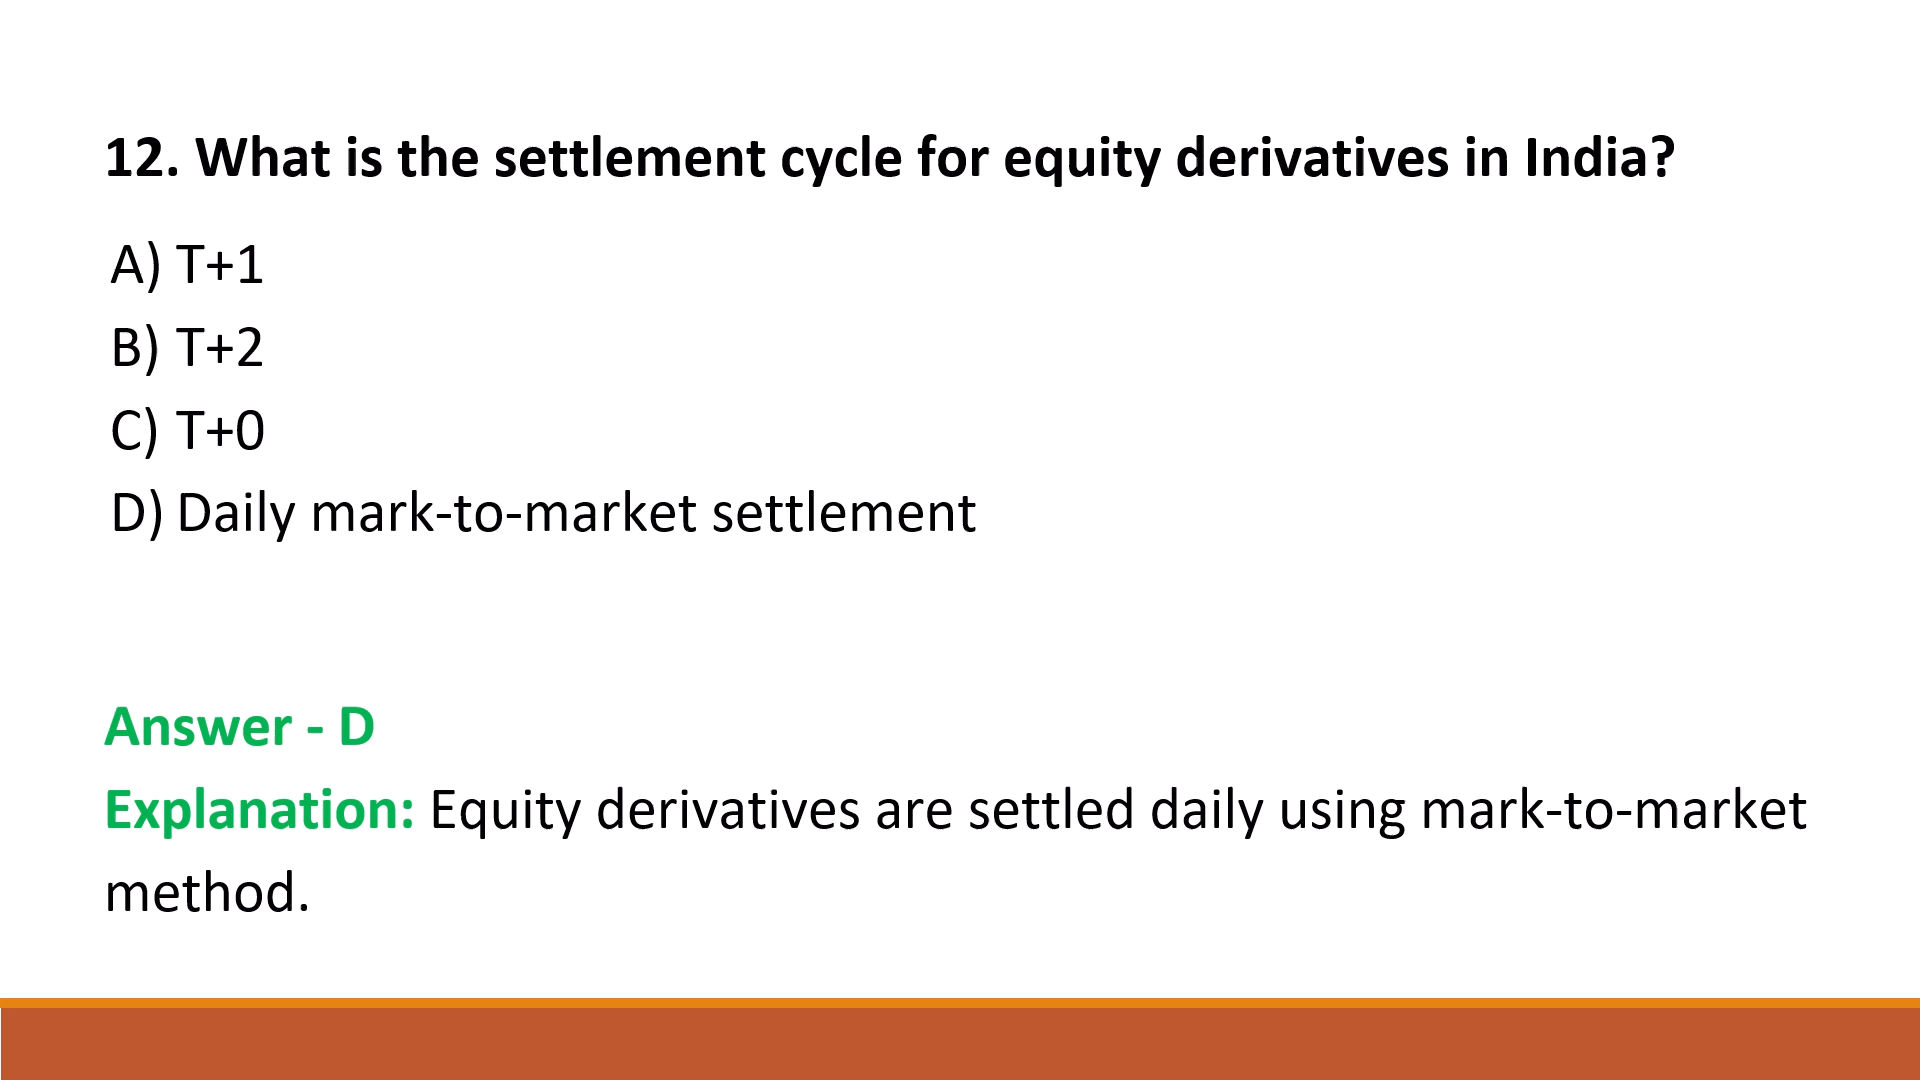 12. What is the settlement cycle for equity derivatives in India?
A) T+1
B) T+2
C) T+0
D) Daily mark-to-market settlement
Answer - D
Explanation: Equity derivatives are settled daily using mark-to-market
method.